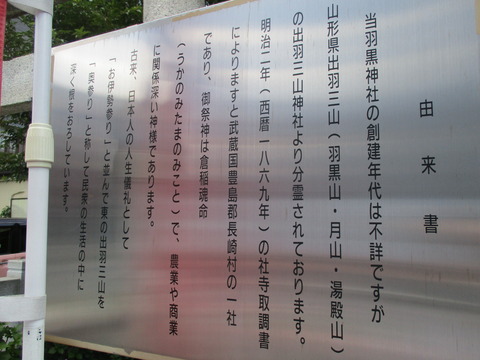 由来書
当羽黒神社の創建年代は不詳ですが
山形県出羽三山(羽黒山・月山・湯殿山)
の出羽三山神社より分霊されております。
明治二年(西暦一八六九年)の社寺取調書
によりますと武蔵国豊島郡長崎村の一社
であり、御祭神は倉稲魂命
(うかのみたまのみこと)で、農業や商業
に関係深い神様であります。
古来、日本人の人生儀礼として
「お伊勢参り」と並んで東の出羽三山を
「奥参り」と称して民衆の生活の中に
深く根をおろしています。